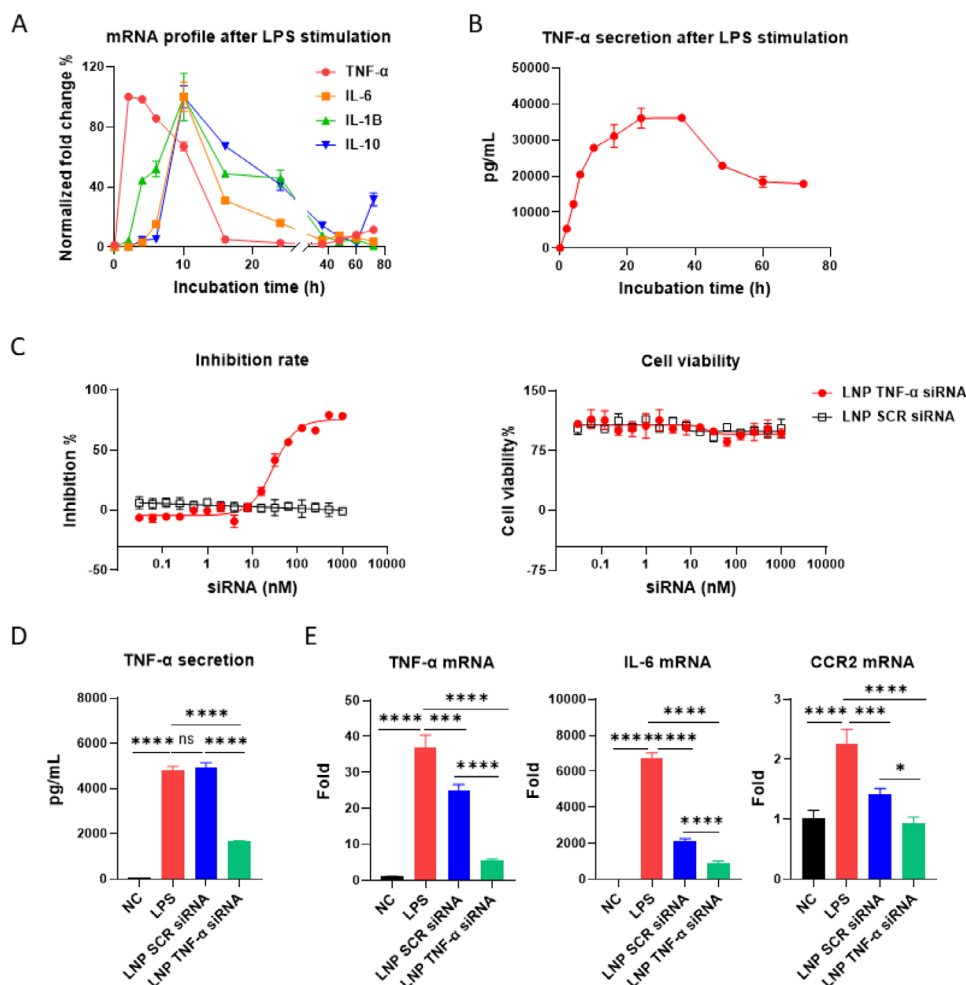 A
mRNA profile after LPS stimulation
Normalized fold change %
120
80
40
0
0
10
20
40
60
80
Incubation time (h)
TNF-α
IL-6
IL-1B
IL-10
B
TNF-α secretion after LPS stimulation
pg/mL
50000
40000
30000
20000
10000
0
0
20
40
60
80
Incubation time (h)
C
Inhibition rate
Inhibition %
100
50
0
-50
0.1
1
10
100
1000
10000
siRNA (nM)
Cell viability
Cell viability%
150
75
0
-75
0.1
1
10
100
1000
10000
siRNA (nM)
LNP TNF-α siRNA
LNP SCR siRNA
D
TNF-α secretion
pg/mL
8000
6000
4000
2000
0
****
**** ns ****
NC
LPS
LNP SCR siRNA
LNP TNF-α siRNA
E
TNF-α mRNA
Fold
50
40
30
20
10
0
****
**** ***
****
NC
LPS
LNP SCR siRNA
LNP TNF-α siRNA
IL-6 mRNA
Fold
10000
8000
6000
4000
2000
0
****
********
****
NC
LPS
LNP SCR siRNA
LNP TNF-α siRNA
CCR2 mRNA
Fold
3
2
1
0
****
**** ***
*
NC
LPS
LNP SCR siRNA
LNP TNF-α siRNA